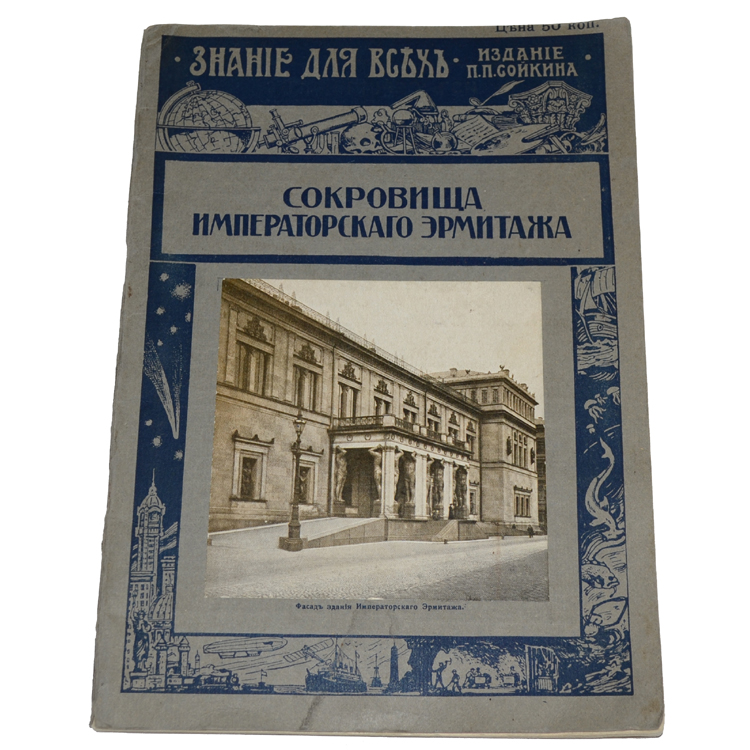 Цѣна 50 коп.
· ЗНАНІЕ ДЛЯ ВСѢХЪ ·
ИЗДАНІЕ
П.П.СОЙКИНА
СОКРОВИЩА
ИМПЕРАТОРСКАГО ЭРМИТАЖА
Фасадъ зданія Императорскаго Эрмитажа.